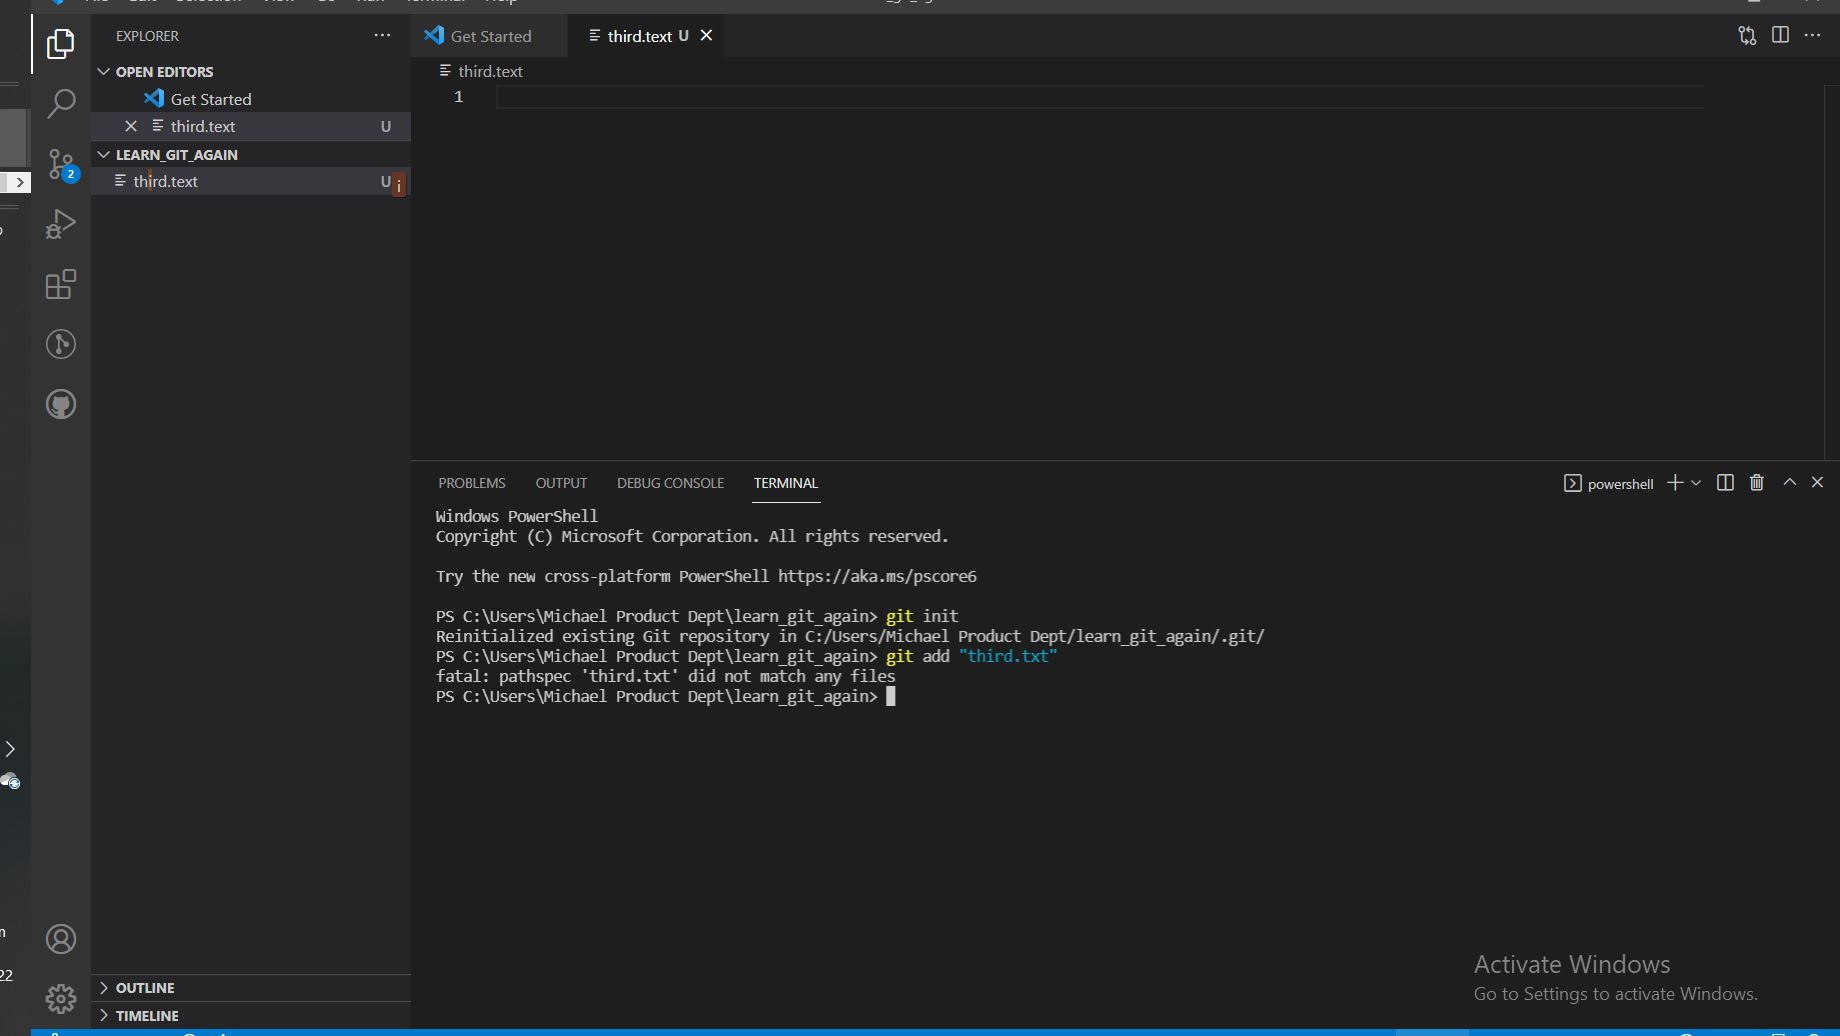 EXPLORER
Get Started
third.text U
OPEN EDITORS
third.text
Get Started
1
third.text U
LEARN_GIT_AGAIN
third.text U
i
2
PROBLEMS OUTPUT DEBUG CONSOLE TERMINAL
powershell
Windows PowerShell
Copyright (C) Microsoft Corporation. All rights reserved.
Try the new cross-platform PowerShell https://aka.ms/pscore6
PS C:\Users\Michael Product Dept\learn_git_again> git init
Reinitialized existing Git repository in C:/Users/Michael Product Dept/learn_git_again/.git/
PS C:\Users\Michael Product Dept\learn_git_again> git add "third.txt"
fatal: pathspec 'third.txt' did not match any files
PS C:\Users\Michael Product Dept\learn_git_again>
22
Activate Windows
Go to Settings to activate Windows.
OUTLINE
TIMELINE